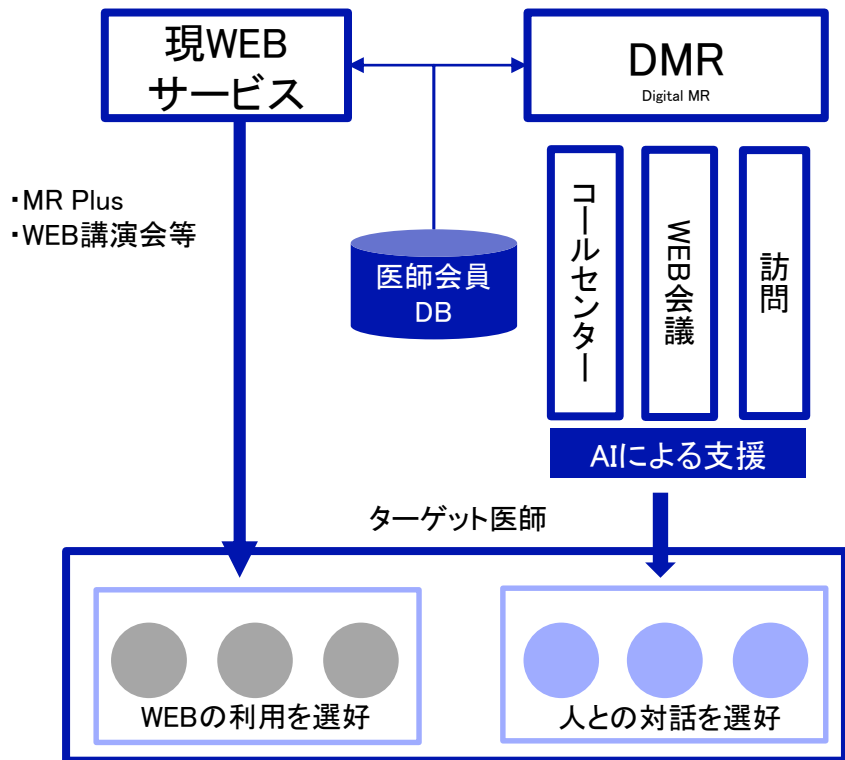 現WEB
サービス
DMR
Digital MR
・MR Plus
・WEB講演会等
医師会員
DB
コールセンター
WEB会議
訪問
AIによる支援
ターゲット医師
WEBの利用を選好
人との対話を選好